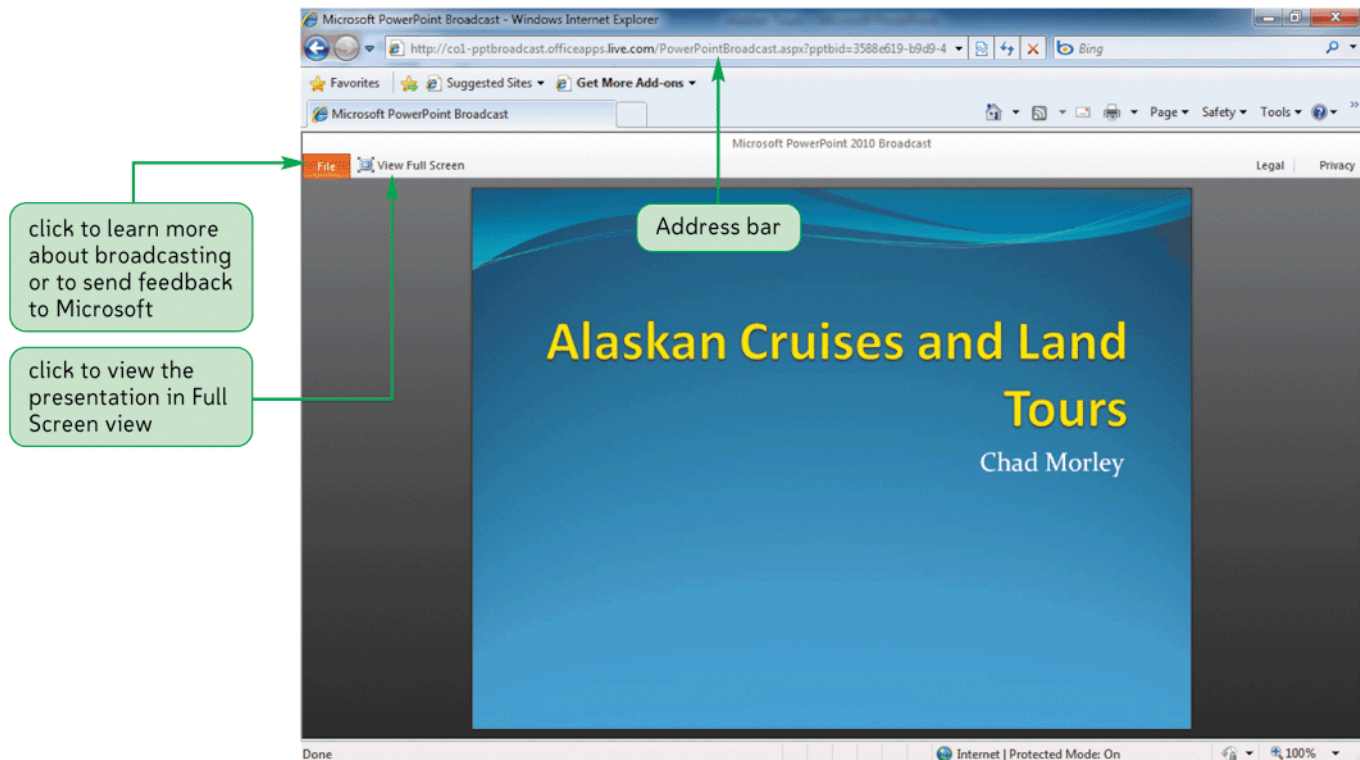 Microsoft PowerPoint Broadcast - Windows Internet Explorer
http://co1-pptbroadcast.officeapps.live.com/PowerPointBroadcast.aspx?pptbid=3588e619-b9d9-4
Bing
Favorites Suggested Sites Get More Add-ons
Microsoft PowerPoint Broadcast Page Safety Tools
Microsoft PowerPoint 2010 Broadcast
File View Full Screen Legal Privacy
click to learn more
about broadcasting
or to send feedback
to Microsoft
click to view the
presentation in Full
Screen view
Address bar
Alaskan Cruises and Land
Tours
Chad Morley
Done Internet | Protected Mode: On 100%